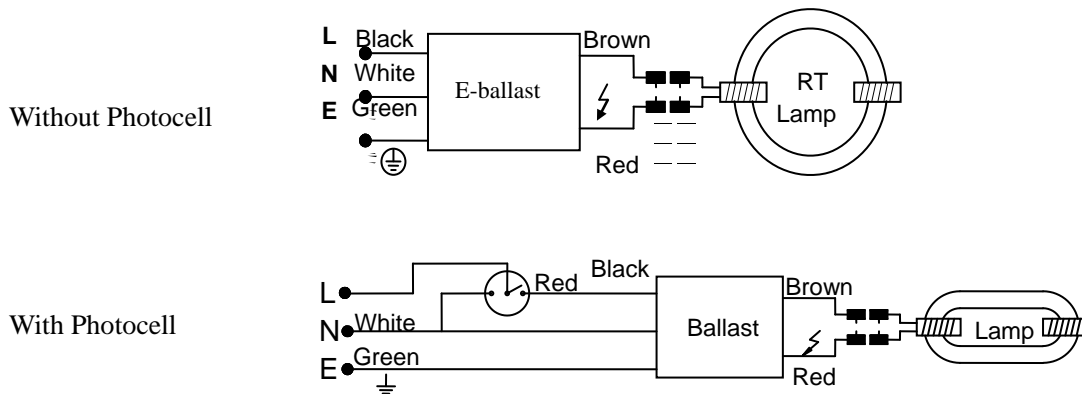 L Black Brown
N White E-ballast RT
E Green Lamp
Without Photocell
Red
Black
L Red Brown
With Photocell N White Ballast Lamp
E Green Red